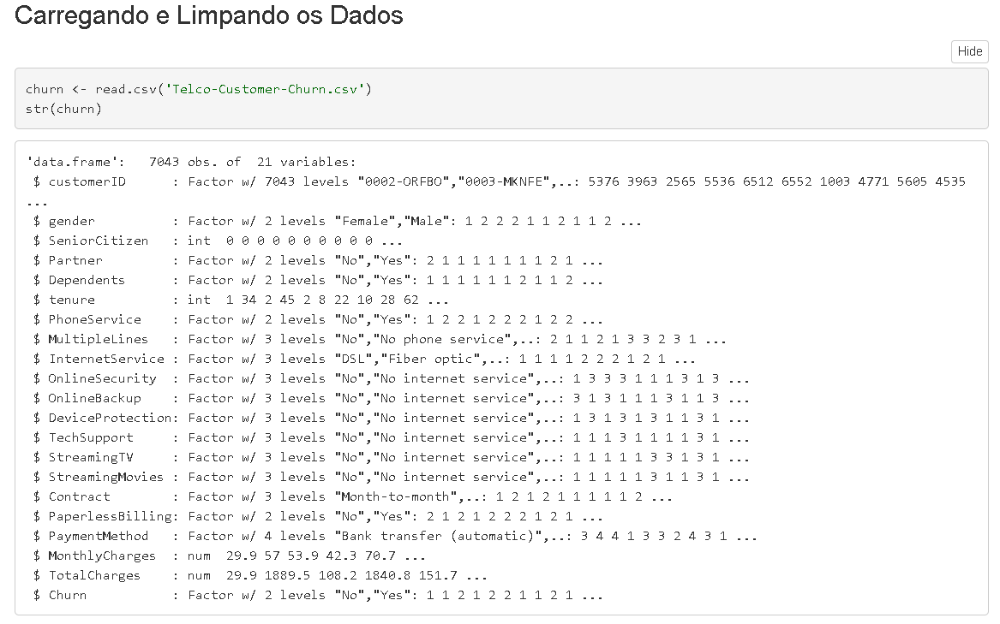 Carregando e Limpando os Dados
Hide
churn <- read.csv('Telco-Customer-Churn.csv')
str(churn)
'data.frame':   7043 obs. of  21 variables:
 $ customerID      : Factor w/ 7043 levels "0002-ORFBO","0003-MKNFE",..: 5376 3963 2565 5536 6512 6552 1003 4771 5605 4535
...
 $ gender          : Factor w/ 2 levels "Female","Male": 1 2 2 2 1 1 2 1 1 2 ...
 $ SeniorCitizen   : int  0 0 0 0 0 0 0 0 0 0 ...
 $ Partner         : Factor w/ 2 levels "No","Yes": 2 1 1 1 1 1 1 1 2 1 ...
 $ Dependents      : Factor w/ 2 levels "No","Yes": 1 1 1 1 1 1 2 1 1 2 ...
 $ tenure          : int  1 34 2 45 2 8 22 10 28 62 ...
 $ PhoneService    : Factor w/ 2 levels "No","Yes": 1 2 2 1 2 2 2 1 2 2 ...
 $ MultipleLines   : Factor w/ 3 levels "No","No phone service",..: 2 1 1 2 1 3 3 2 3 1 ...
 $ InternetService : Factor w/ 3 levels "DSL","Fiber optic",..: 1 1 1 1 2 2 2 1 2 1 ...
 $ OnlineSecurity  : Factor w/ 3 levels "No","No internet service",..: 1 3 3 3 1 1 1 3 1 3 ...
 $ OnlineBackup    : Factor w/ 3 levels "No","No internet service",..: 3 1 3 1 1 1 3 1 1 3 ...
 $ DeviceProtection: Factor w/ 3 levels "No","No internet service",..: 1 3 1 3 1 3 1 1 3 1 ...
 $ TechSupport     : Factor w/ 3 levels "No","No internet service",..: 1 1 1 3 1 1 1 1 3 1 ...
 $ StreamingTV     : Factor w/ 3 levels "No","No internet service",..: 1 1 1 1 1 3 3 1 3 1 ...
 $ StreamingMovies : Factor w/ 3 levels "No","No internet service",..: 1 1 1 1 1 3 1 1 3 1 ...
 $ Contract        : Factor w/ 3 levels "Month-to-month",..: 1 2 1 2 1 1 1 1 1 2 ...
 $ PaperlessBilling: Factor w/ 2 levels "No","Yes": 2 1 2 1 2 2 2 1 2 1 ...
 $ PaymentMethod   : Factor w/ 4 levels "Bank transfer (automatic)",..: 3 4 4 1 3 3 2 4 3 1 ...
 $ MonthlyCharges  : num  29.9 57 53.9 42.3 70.7 ...
 $ TotalCharges    : num  29.9 1889.5 108.2 1840.8 151.7 ...
 $ Churn           : Factor w/ 2 levels "No","Yes": 1 1 2 1 2 2 1 1 2 1 ...